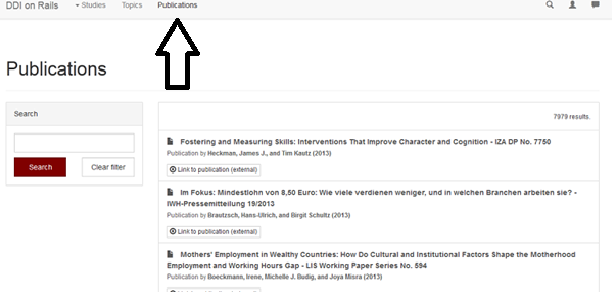 DDI on Rails
Studies
Topics
Publications
Publications
Search
Search
Clear filter
7979 results.
Fostering and Measuring Skills: Interventions That Improve Character and Cognition - IZA DP No. 7750
Publication by Heckman, James J., and Tim Kautz (2013)
Link to publication (external)
Im Fokus: Mindestlohn von 8,50 Euro: Wie viele verdienen weniger, und in welchen Branchen arbeiten sie? -
IWH-Pressemitteilung 19/2013
Publication by Brautzsch, Hans-Ulrich, and Birgit Schultz (2013)
Link to publication (external)
Mothers' Employment in Wealthy Countries: How Do Cultural and Institutional Factors Shape the Motherhood
Employment and Working Hours Gap - LIS Working Paper Series No. 594
Publication by Boeckmann, Irene, Michelle J. Budig, and Joya Misra (2013)